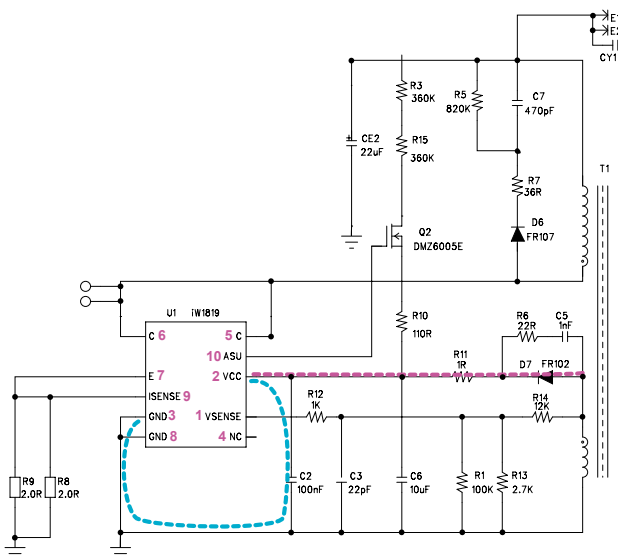 E1
E2
CY1
R3
360K
R5
820K
C7
470pF
CE2
22uF
R15
360K
T1
R7
36R
Q2
DMZ6005E
D6
FR107
U1 iW1819
R10
110R
R6
22R
C5
1nF
C 6
5 C
10 ASU
R11
1R
D7 FR102
E 7
2 VCC
ISENSE 9
R12
1K
R14
12K
GND 3
1 VSENSE
GND 8
4 NC
R9
2.0R
R8
2.0R
C2
100nF
C3
22pF
C6
10uF
R1
100K
R13
2.7K